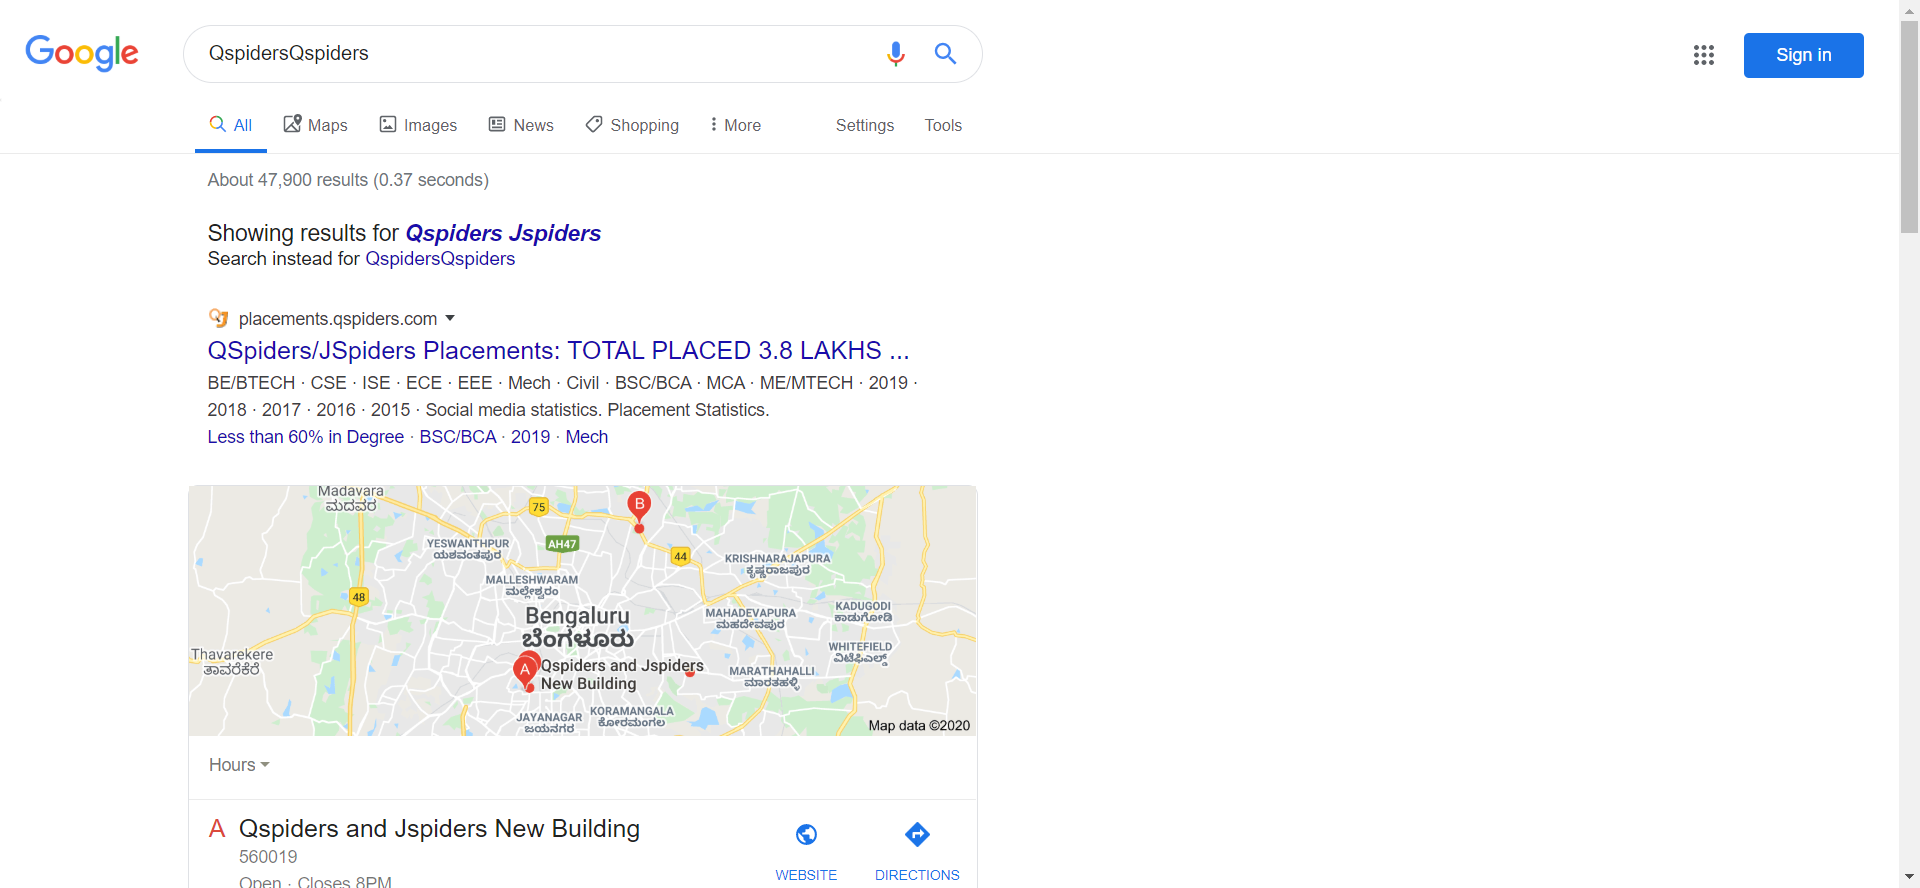 Google
QspidersQspiders
Sign in
All
Maps
Images
News
Shopping
More
Settings
Tools
About 47,900 results (0.37 seconds)
Showing results for Qspiders Jspiders
Search instead for QspidersQspiders
placements.qspiders.com
QSpiders/JSpiders Placements: TOTAL PLACED 3.8 LAKHS ...
BE/BTECH · CSE · ISE · ECE · EEE · Mech · Civil · BSC/BCA · MCA · ME/MTECH · 2019 ·
2018 · 2017 · 2016 · 2015 · Social media statistics. Placement Statistics.
Less than 60% in Degree · BSC/BCA · 2019 · Mech
Madavara
ಮದವರ
75
B
YESWANTHPUR
ಯಶವಂತಪುರ
AH47
44
KRISHNARAJAPURA
ಕೃಷ್ಣರಾಜಪುರ
MALLESHWARAM
ಮಲ್ಲೇಶ್ವರಂ
48
Bengaluru
ಬೆಂಗಳೂರು
MAHADEVAPURA
ಮಹದೇವಪುರ
KADUGODI
ಕಾಡುಗೋಡಿ
Thavarekere
ತಾವರೆಕೆರೆ
WHITEFIELD
ವಿಟೆಫಿಎಲ್ಡ್
A
Qspiders and Jspiders
New Building
MARATHAHALLI
ಮಾರತಹಳ್ಳಿ
JAYANAGAR
ಜಯನಗರ
KORAMANGALA
ಕೋರಮಂಗಲ
Map data ©2020
Hours
A Qspiders and Jspiders New Building
560019
Open · Closes 8PM
WEBSITE
DIRECTIONS